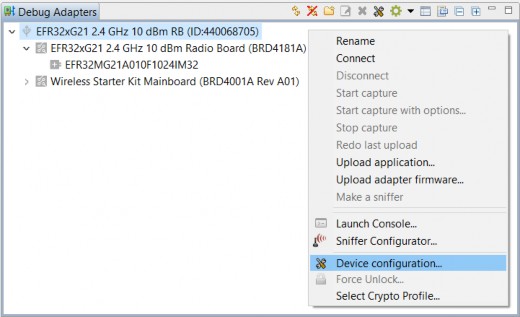 Debug Adapters
EFR32xG21 2.4 GHz 10 dBm RB (ID:440068705)
EFR32xG21 2.4 GHz 10 dBm Radio Board (BRD4181A)
EFR32MG21A010F1024IM32
Wireless Starter Kit Mainboard (BRD4001A Rev A01)
Rename
Connect
Disconnect
Start capture
Start capture with options...
Stop capture
Redo last upload
Upload application...
Upload adapter firmware...
Make a sniffer
Launch Console...
Sniffer Configurator...
Device configuration...
Force Unlock...
Select Crypto Profile...